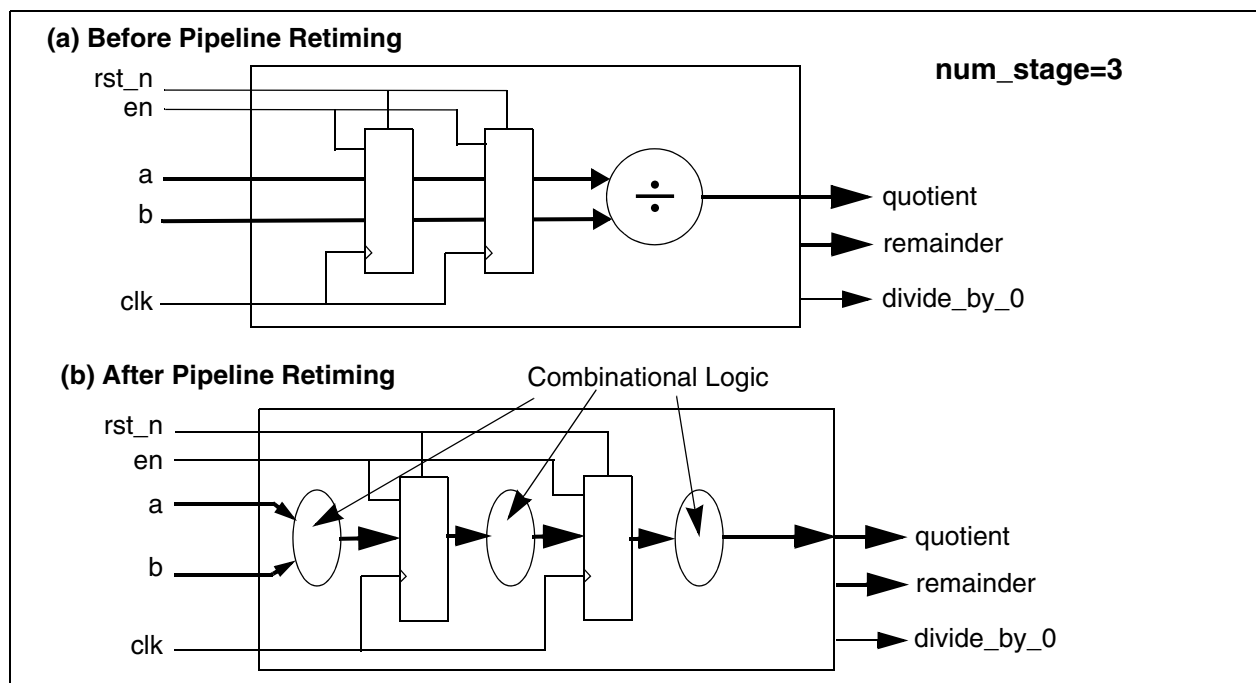 (a) Before Pipeline Retiming
num_stage=3
rst_n
en
a
b
clk
÷
quotient
remainder
divide_by_0
(b) After Pipeline Retiming
Combinational Logic
rst_n
en
a
b
clk
quotient
remainder
divide_by_0